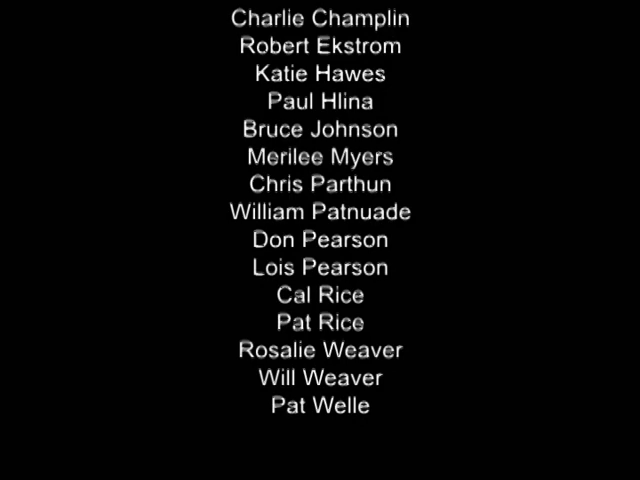 Charlie Champlin
Robert Ekstrom
Katie Hawes
Paul Hlina
Bruce Johnson
Merilee Myers
Chris Parthun
William Patnuade
Don Pearson
Lois Pearson
Cal Rice
Pat Rice
Rosalie Weaver
Will Weaver
Pat Welle